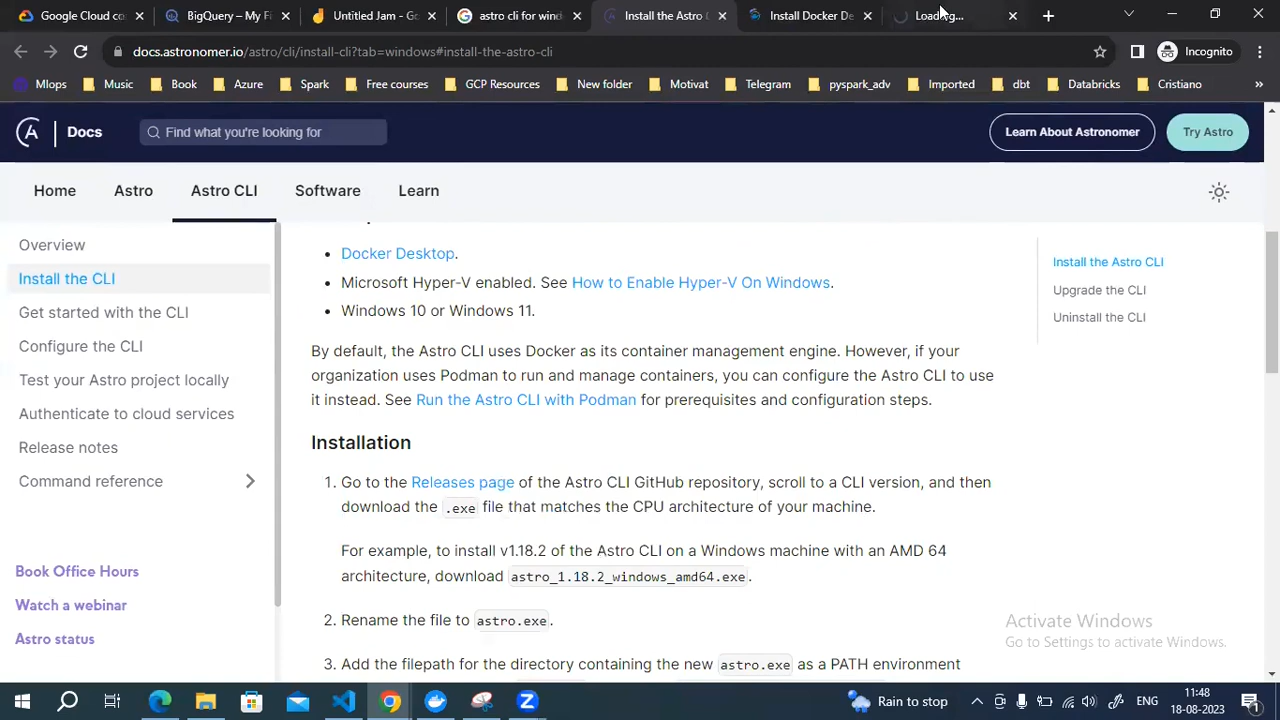 Google Cloud co
BigQuery – My F
Untitled Jam - Go
astro cli for wind
Install the Astro C
Install Docker De
Loading...
docs.astronomer.io/astro/cli/install-cli?tab=windows#install-the-astro-cli
Incognito
Mlops
Music
Book
Azure
Spark
Free courses
GCP Resources
New folder
Motivat
Telegram
pyspark_adv
Imported
dbt
Databricks
Cristiano
»
Docs
Find what you're looking for
Learn About Astronomer
Try Astro
Home
Astro
Astro CLI
Software
Learn
Overview
Install the CLI
Get started with the CLI
Configure the CLI
Test your Astro project locally
Authenticate to cloud services
Release notes
Command reference
Book Office Hours
Watch a webinar
Astro status
• Docker Desktop.
• Microsoft Hyper-V enabled. See How to Enable Hyper-V On Windows.
• Windows 10 or Windows 11.
By default, the Astro CLI uses Docker as its container management engine. However, if your
organization uses Podman to run and manage containers, you can configure the Astro CLI to use
it instead. See Run the Astro CLI with Podman for prerequisites and configuration steps.
Installation
1. Go to the Releases page of the Astro CLI GitHub repository, scroll to a CLI version, and then
download the .exe file that matches the CPU architecture of your machine.
For example, to install v1.18.2 of the Astro CLI on a Windows machine with an AMD 64
architecture, download astro_1.18.2_windows_amd64.exe.
2. Rename the file to astro.exe.
3. Add the filepath for the directory containing the new astro.exe as a PATH environment
Install the Astro CLI
Upgrade the CLI
Uninstall the CLI
Activate Windows
Go to Settings to activate Windows.
Rain to stop
ENG
11:48
18-08-2023
1